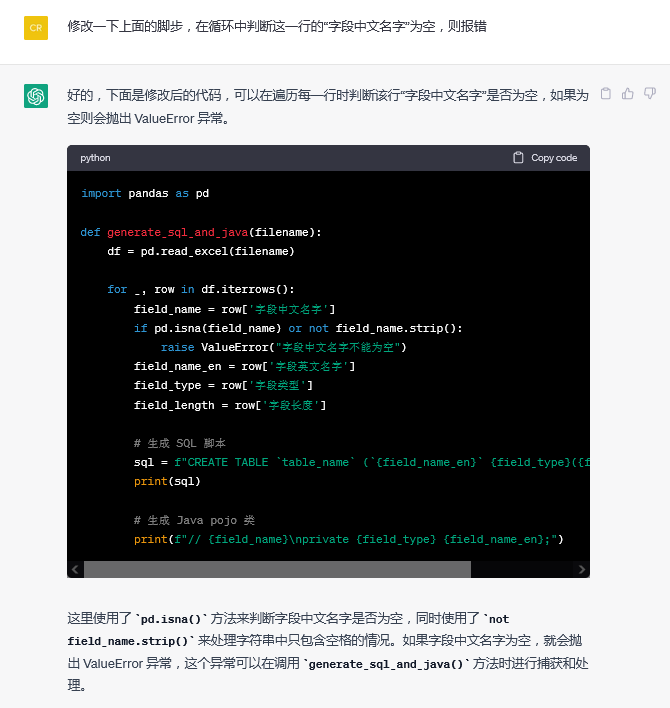 CR
修改一下上面的脚步，在循环中判断这一行的“字段中文名字”为空，则报错
好的，下面是修改后的代码，可以在遍历每一行时判断该行“字段中文名字”是否为空，如果为
空则会抛出 ValueError 异常。
python
Copy code
import pandas as pd
def generate_sql_and_java(filename):
    df = pd.read_excel(filename)
    for _, row in df.iterrows():
        field_name = row['字段中文名字']
        if pd.isna(field_name) or not field_name.strip():
            raise ValueError("字段中文名字不能为空")
        field_name_en = row['字段英文名字']
        field_type = row['字段类型']
        field_length = row['字段长度']
        # 生成 SQL 脚本
        sql = f"CREATE TABLE `table_name` (`{field_name_en}` {field_type}({f
        print(sql)
        # 生成 Java pojo 类
        print(f"// {field_name}\nprivate {field_type} {field_name_en};")
这里使用了 `pd.isna()` 方法来判断字段中文名字是否为空，同时使用了 `not
field_name.strip()` 来处理字符串中只包含空格的情况。如果字段中文名字为空，就会抛
出 ValueError 异常，这个异常可以在调用 `generate_sql_and_java()` 方法时进行捕获和处
理。